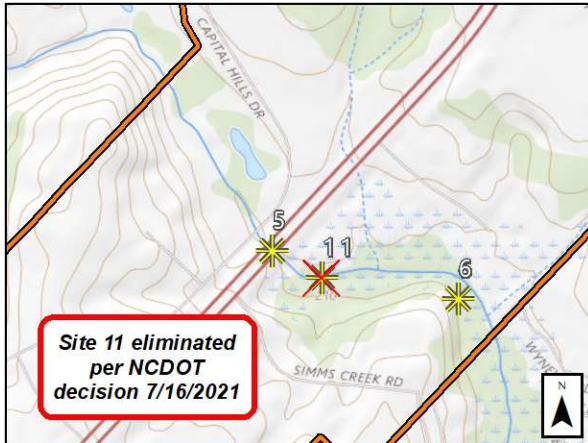 CAPITAL HILLS DR
5
11
6
Site 11 eliminated
per NCDOT
decision 7/16/2021
SIMMS CREEK RD
N